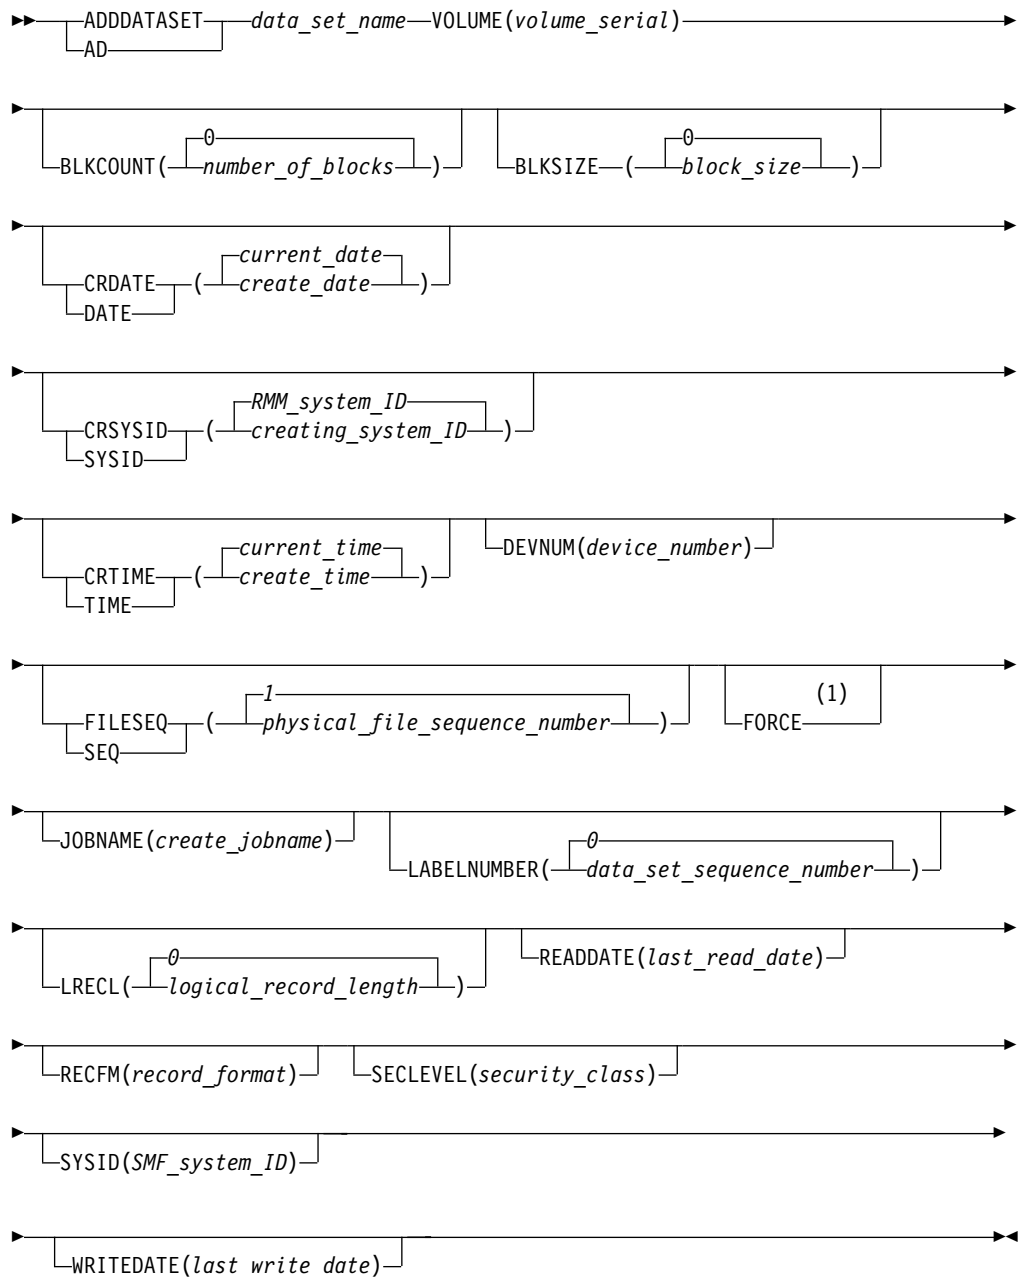 ADDDATASET data_set_name VOLUME(volume_serial)
AD
0 0
BLKCOUNT( number_of_blocks ) BLKSIZE ( block_size )
current_date
CRDATE ( create_date )
DATE
RMM_system_ID
CRSYSID ( creating_system_ID )
SYSID
current_time DEVNUM(device_number)
CRTIME ( create_time )
TIME
1 (1)
FILESEQ ( physical_file_sequence_number ) FORCE
SEQ
JOBNAME(create_jobname) 0
LABELNUMBER( data_set_sequence_number )
0 READDATE(last_read_date)
LRECL( logical_record_length )
RECFM(record_format) SECLEVEL(security_class)
SYSID(SMF_system_ID)
WRITEDATE(last write date)